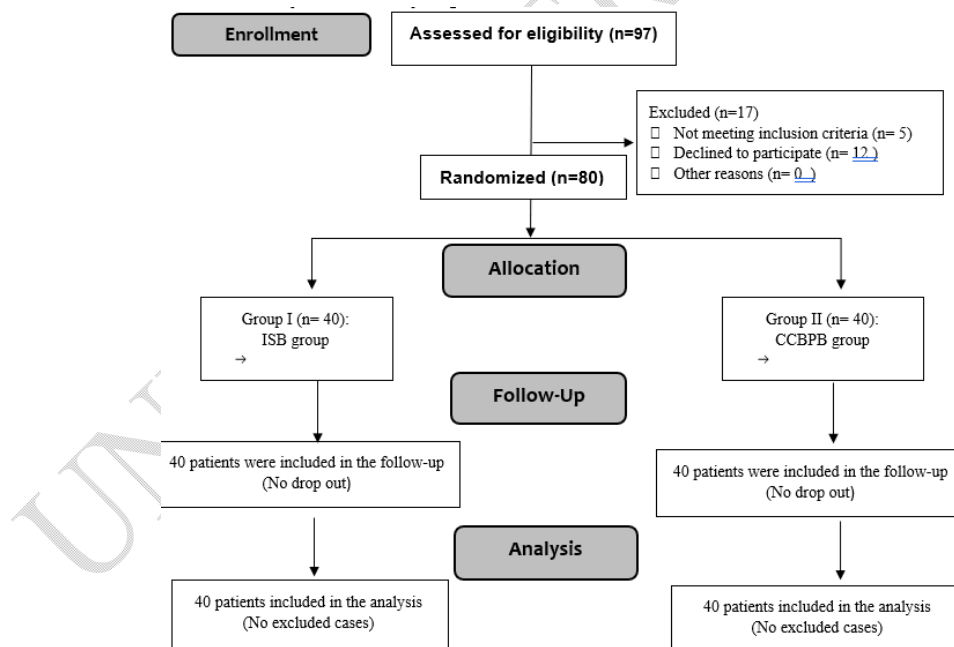 Enrollment
Assessed for eligibility (n=97)
Excluded (n=17)
☐ Not meeting inclusion criteria (n= 5)
☐ Declined to participate (n= 12 )
☐ Other reasons (n= 0 )
Randomized (n=80)
Allocation
Group I (n= 40):
ISB group
→
Group II (n= 40):
CCBPB group
→
Follow-Up
40 patients were included in the follow-up
(No drop out)
40 patients were included in the follow-up
(No drop out)
Analysis
40 patients included in the analysis
(No excluded cases)
40 patients included in the analysis
(No excluded cases)